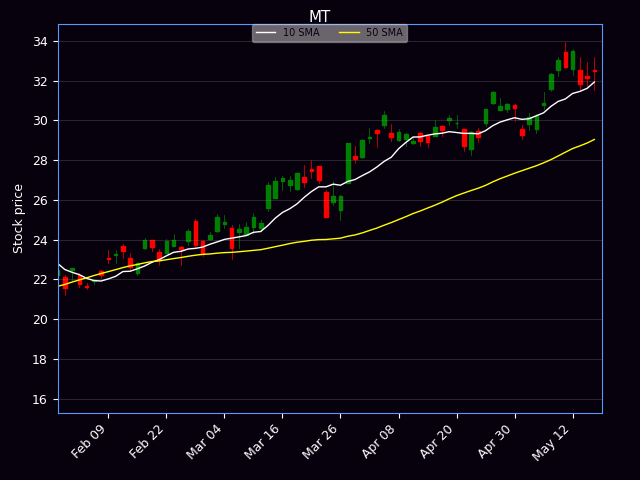 MT
10 SMA
50 SMA
Stock price
34
32
30
28
26
24
22
20
18
16
Feb 09
Feb 22
Mar 04
Mar 16
Mar 26
Apr 08
Apr 20
Apr 30
May 12